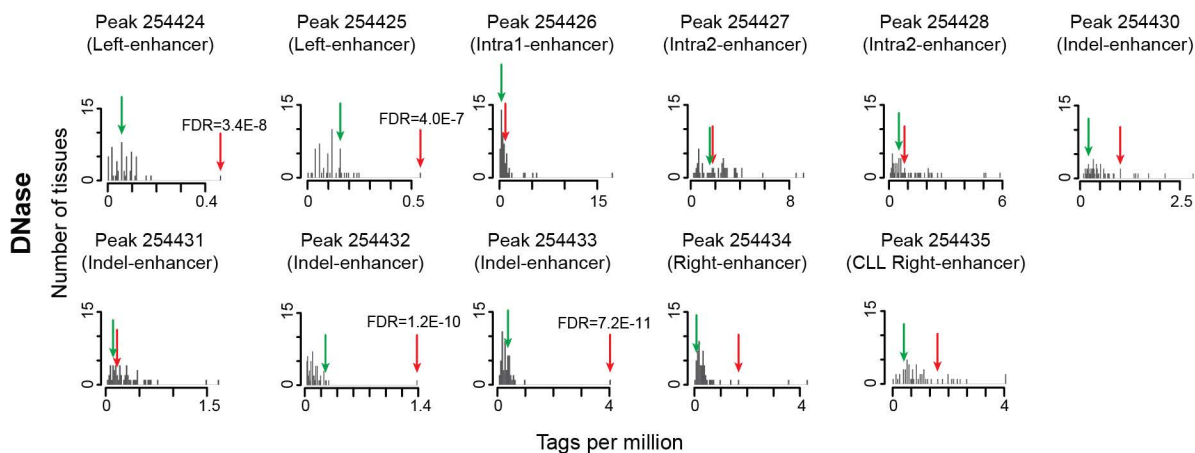 Peak 254424
(Left-enhancer)
Peak 254425
(Left-enhancer)
Peak 254426
(Intra1-enhancer)
Peak 254427
(Intra2-enhancer)
Peak 254428
(Intra2-enhancer)
Peak 254430
(Indel-enhancer)
15
0
FDR=3.4E-8
0
0.4
15
0
FDR=4.0E-7
0
0.5
15
0
0
15
15
0
0
8
15
0
0
6
15
0
0
2.5
DNase
Number of tissues
Peak 254431
(Indel-enhancer)
Peak 254432
(Indel-enhancer)
Peak 254433
(Indel-enhancer)
Peak 254434
(Right-enhancer)
Peak 254435
(CLL Right-enhancer)
15
0
0
1.5
15
0
FDR=1.2E-10
0
1.4
15
0
FDR=7.2E-11
0
4
15
0
0
4
15
0
0
4
Tags per million